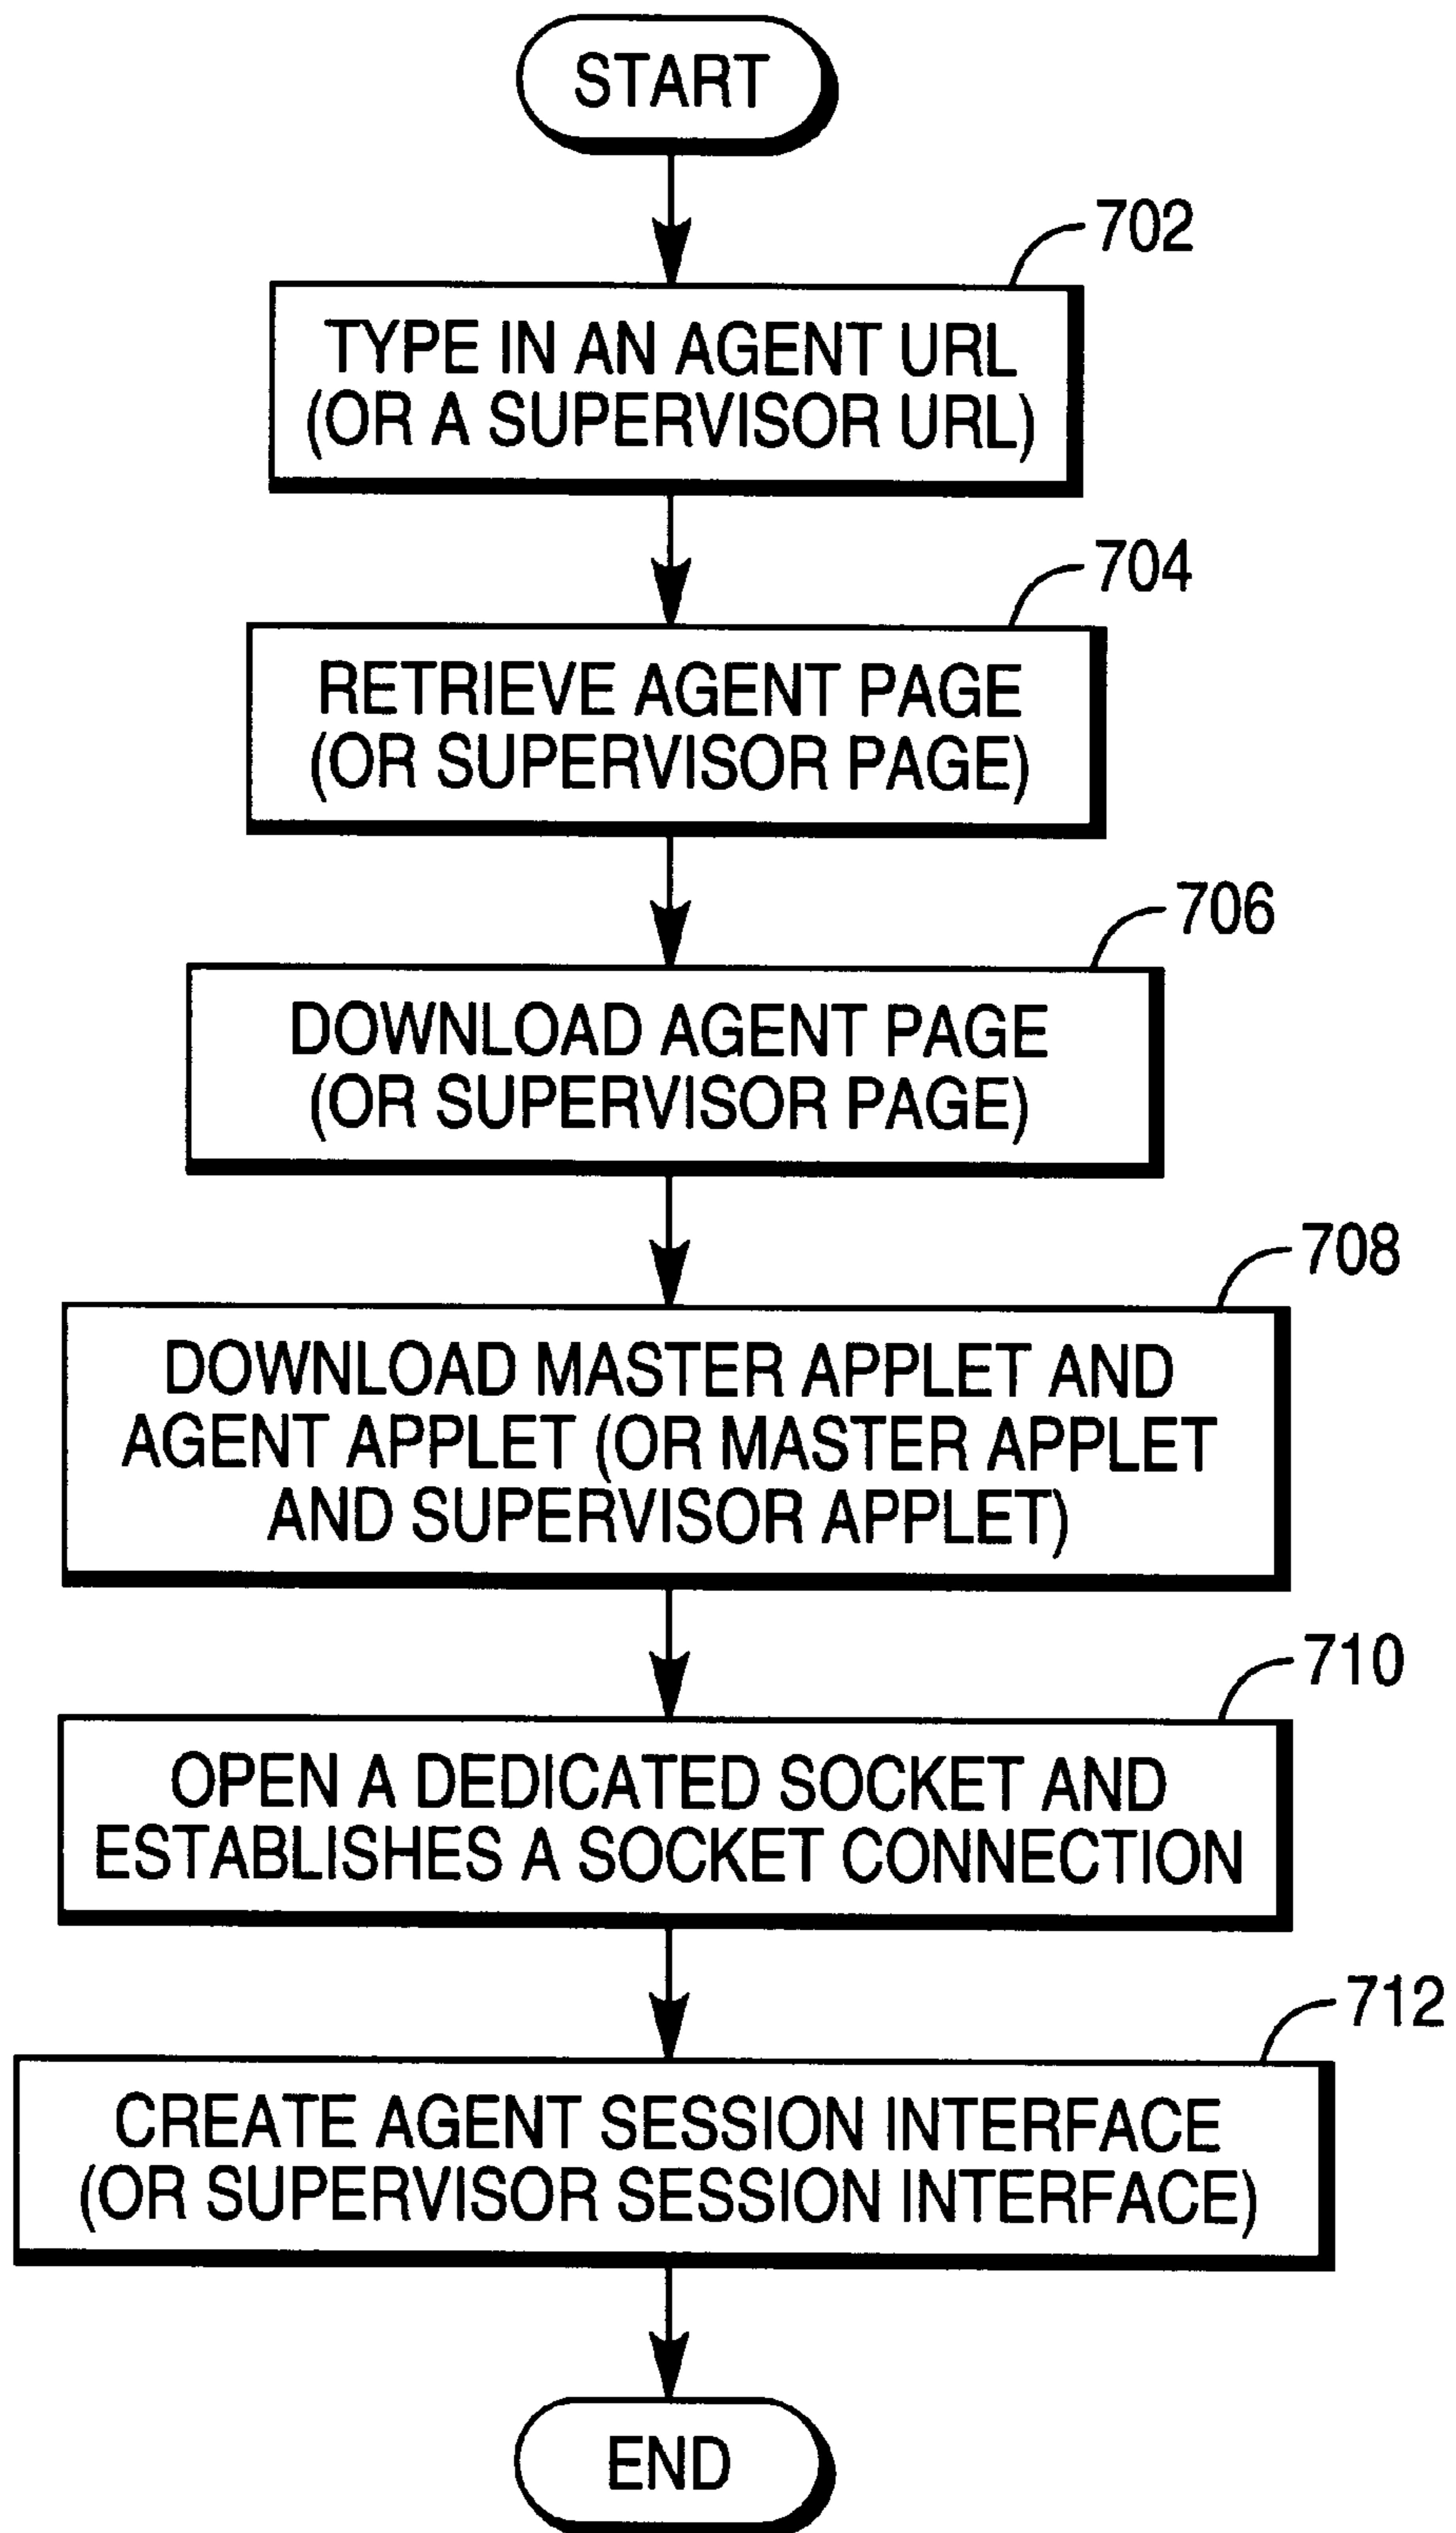 START
702
TYPE IN AN AGENT URL
(OR A SUPERVISOR URL)
704
RETRIEVE AGENT PAGE
(OR SUPERVISOR PAGE)
706
DOWNLOAD AGENT PAGE
(OR SUPERVISOR PAGE)
708
DOWNLOAD MASTER APPLET AND
AGENT APPLET (OR MASTER APPLET
AND SUPERVISOR APPLET)
710
OPEN A DEDICATED SOCKET AND
ESTABLISHES A SOCKET CONNECTION
712
CREATE AGENT SESSION INTERFACE
(OR SUPERVISOR SESSION INTERFACE)
END